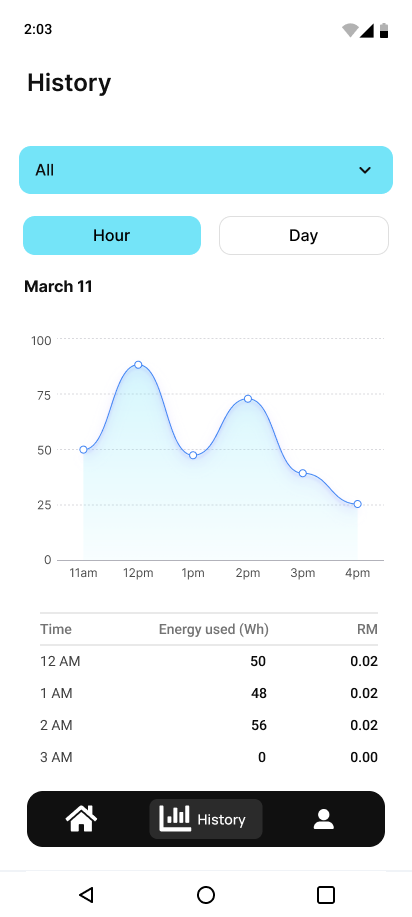 2:03
History
All
Hour Day
March 11
100
75
50
25
0
11am 12pm 1pm 2pm 3pm 4pm
Time Energy used (Wh) RM
12 AM 50 0.02
1 AM 48 0.02
2 AM 56 0.02
3 AM 0 0.00
History